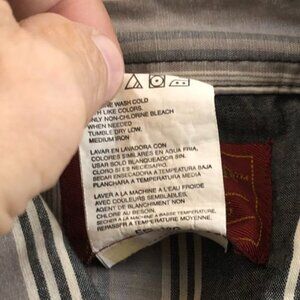 NE WASH COLD
H LIKE COLORS.
ONLY NON-CHLORINE BLEACH
WHEN NEEDED
TUMBLE DRY LOW.
MEDIUM IRON
LAVAR EN LAVADORA CON
COLORES SIMILARES EN AGUA FRIA.
USAR SOLO BLANQUEADOR SIN
CLORO SI ES NECESARIO.
SECAR EN SECADORA A TEMPERATURA BAJA
PLANCHAR A TEMPERATURA MEDIA
LAVER A LA MACHINE A L'EAU FROIDE
AVEC COULEURS SEMBLABLES.
AGENT DE BLANCHIMENT NON
CHLORE AU BESOIN.
SECHER A LA MACHINE A BASSE TEMPERATURE.
REPASSER A TEMPERATURE MOYENNE.